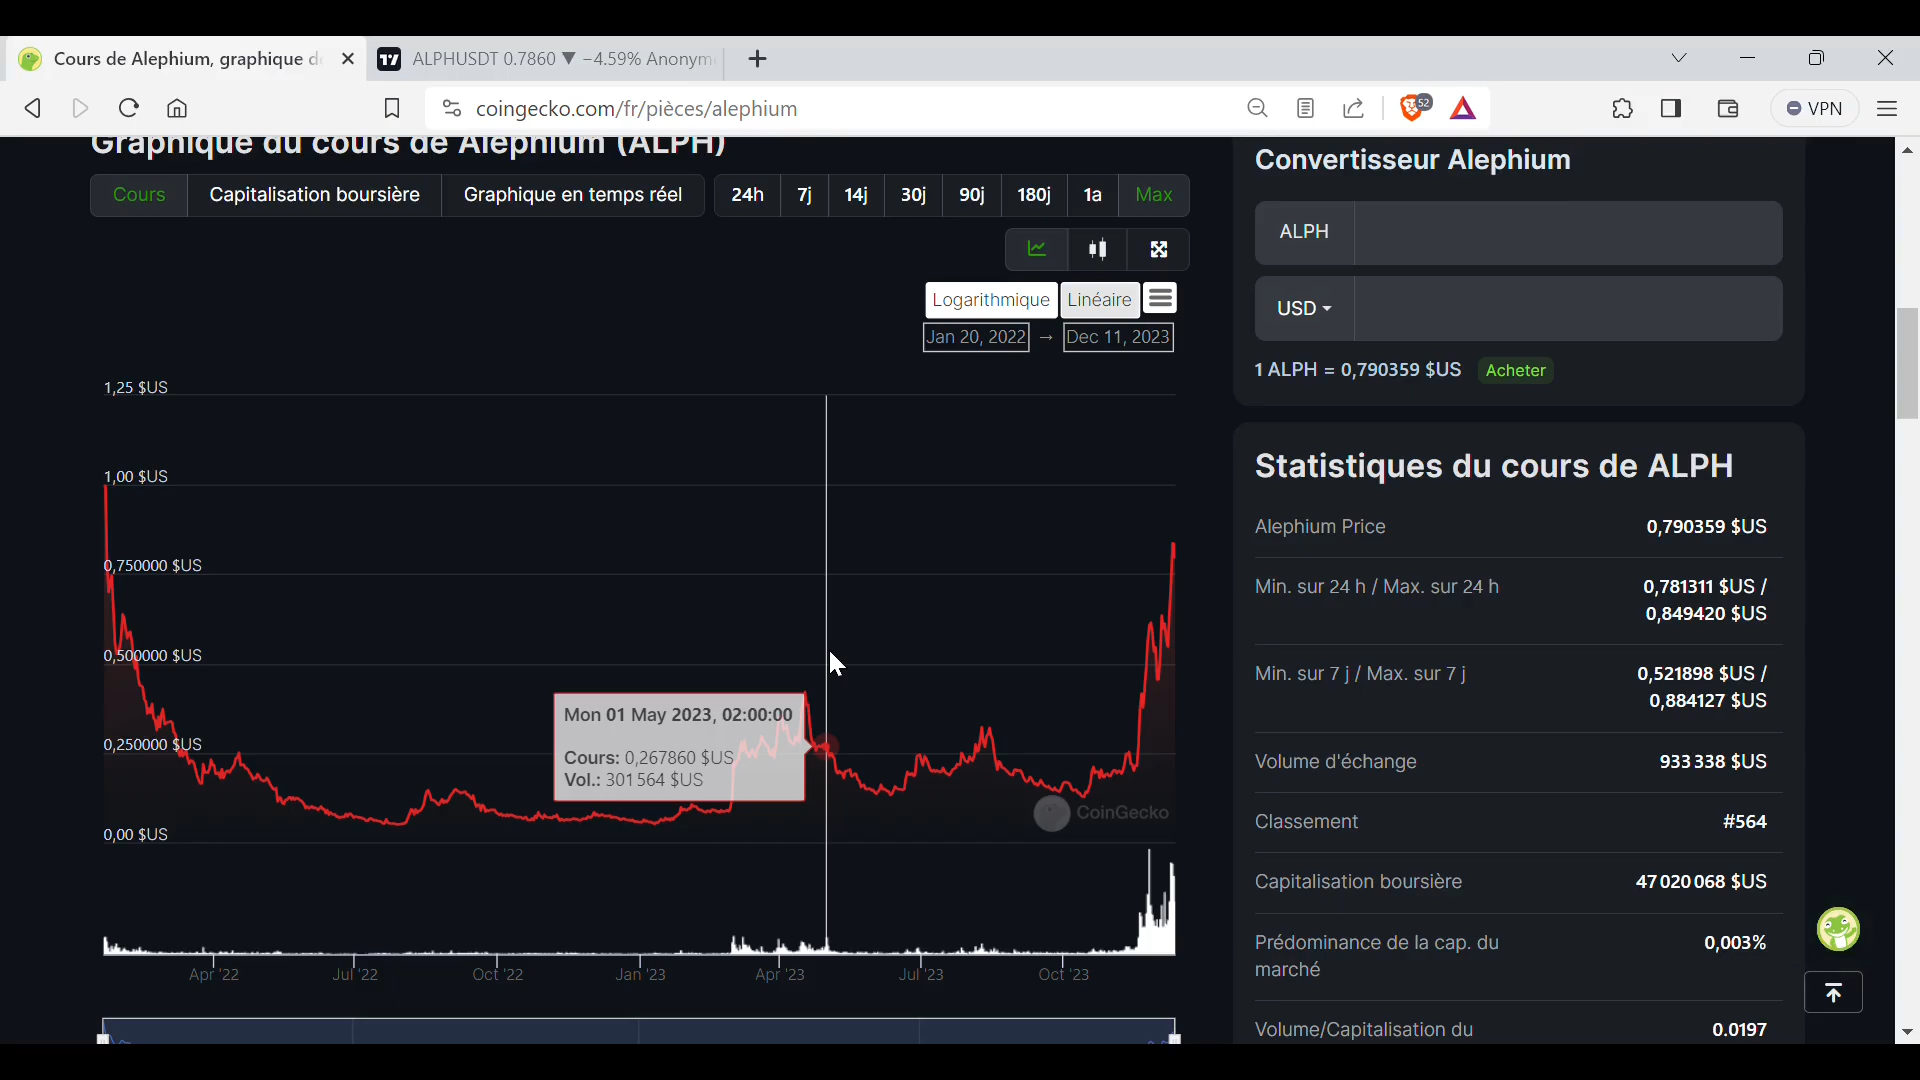 Cours de Alephium, graphique d
ALPHUSDT 0.7860 ▼ −4.59% Anonym
coingecko.com/fr/pièces/alephium
52
VPN
Graphique du cours de Alephium (ALPH)
Cours
Capitalisation boursière
Graphique en temps réel
24h
7j
14j
30j
90j
180j
1a
Max
Logarithmique
Linéaire
Jan 20, 2022 → Dec 11, 2023
1,25 $US
1,00 $US
0,750000 $US
0,500000 $US
0,250000 $US
0,00 $US
Mon 01 May 2023, 02:00:00
Cours: 0,267860 $US
Vol.: 301 564 $US
CoinGecko
Apr '22
Jul '22
Oct '22
Jan '23
Apr '23
Jul '23
Oct '23
Convertisseur Alephium
ALPH
USD
1 ALPH = 0,790359 $US
Acheter
Statistiques du cours de ALPH
Alephium Price 0,790359 $US
Min. sur 24 h / Max. sur 24 h 0,781311 $US /
0,849420 $US
Min. sur 7 j / Max. sur 7 j 0,521898 $US /
0,884127 $US
Volume d'échange 933 338 $US
Classement #564
Capitalisation boursière 47 020 068 $US
Prédominance de la cap. du 0,003%
marché
Volume/Capitalisation du 0.0197